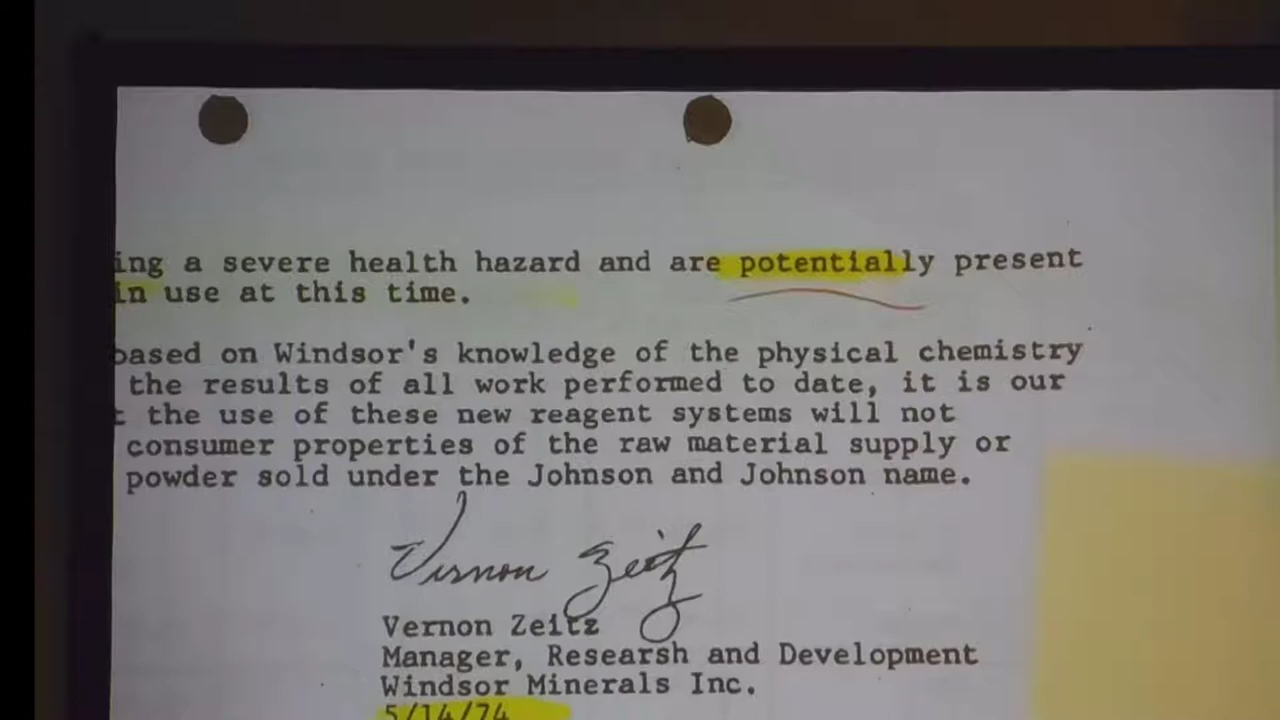 ing a severe health hazard and are potentially present
in use at this time.
based on Windsor's knowledge of the physical chemistry
the results of all work performed to date, it is our
the use of these new reagent systems will not
consumer properties of the raw material supply or
powder sold under the Johnson and Johnson name.
Vernon Zeitz
Vernon Zeitz
Manager, Researsh and Development
Windsor Minerals Inc.
5/14/74